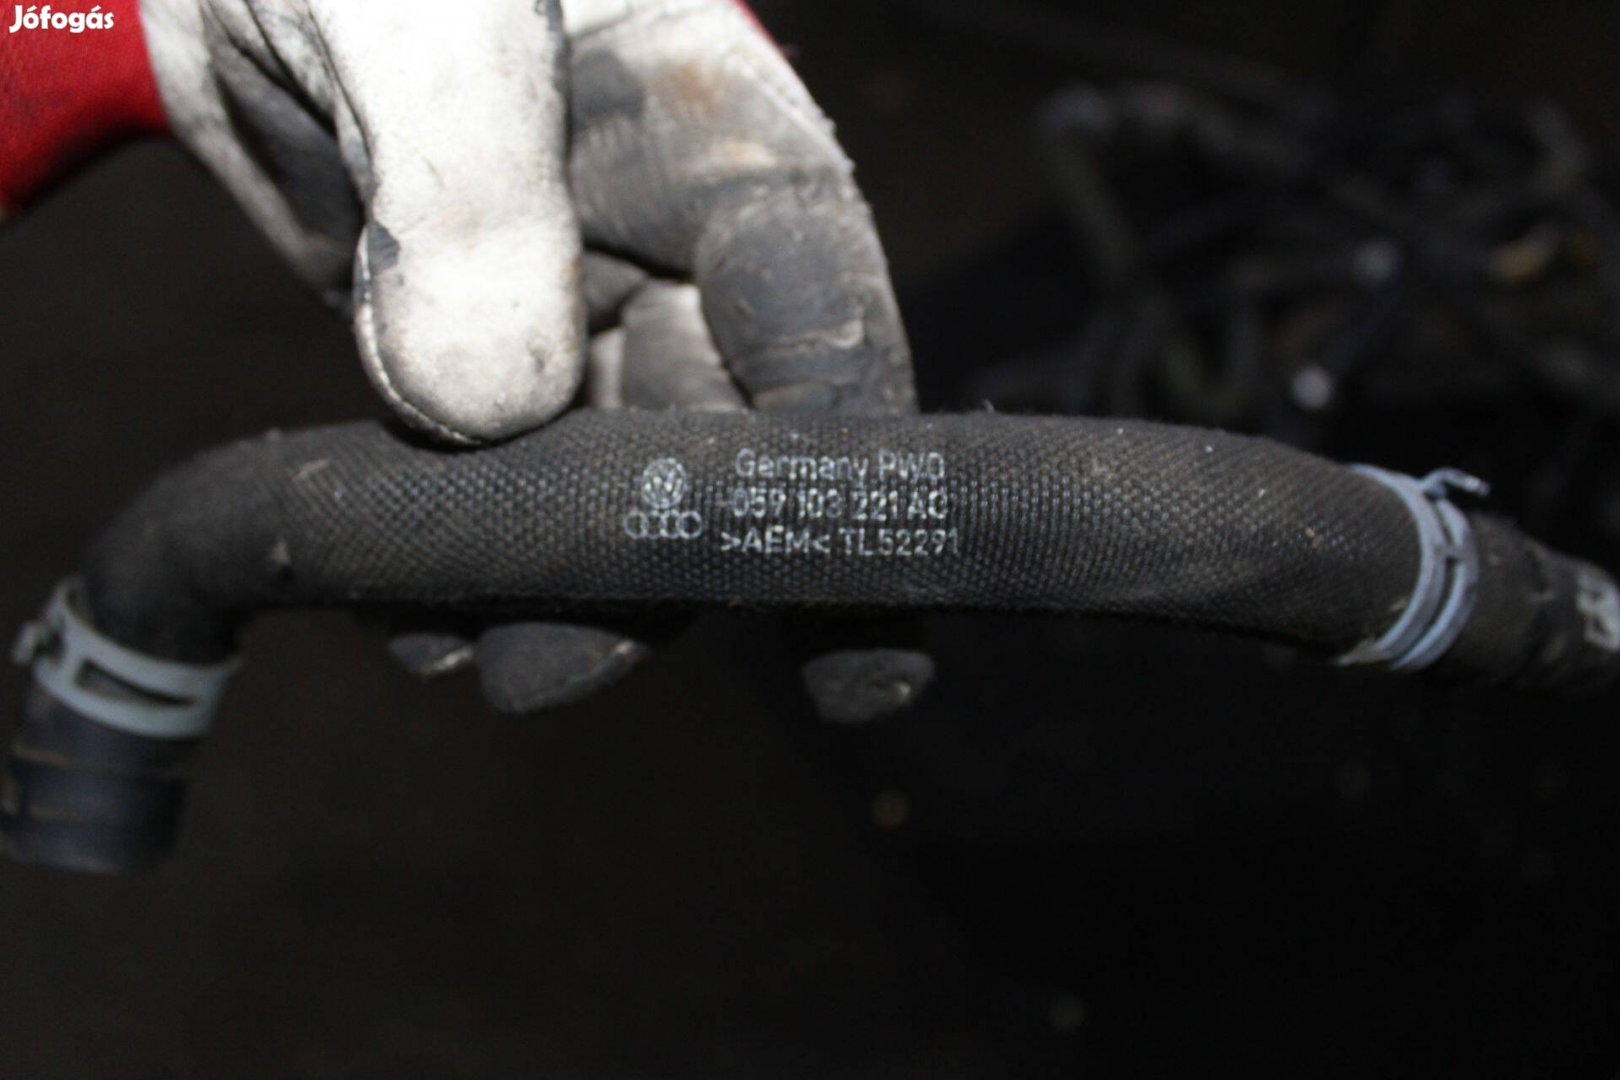 Jófogás
Germany PWO
059 103 221 AC
>AEM< TL52291